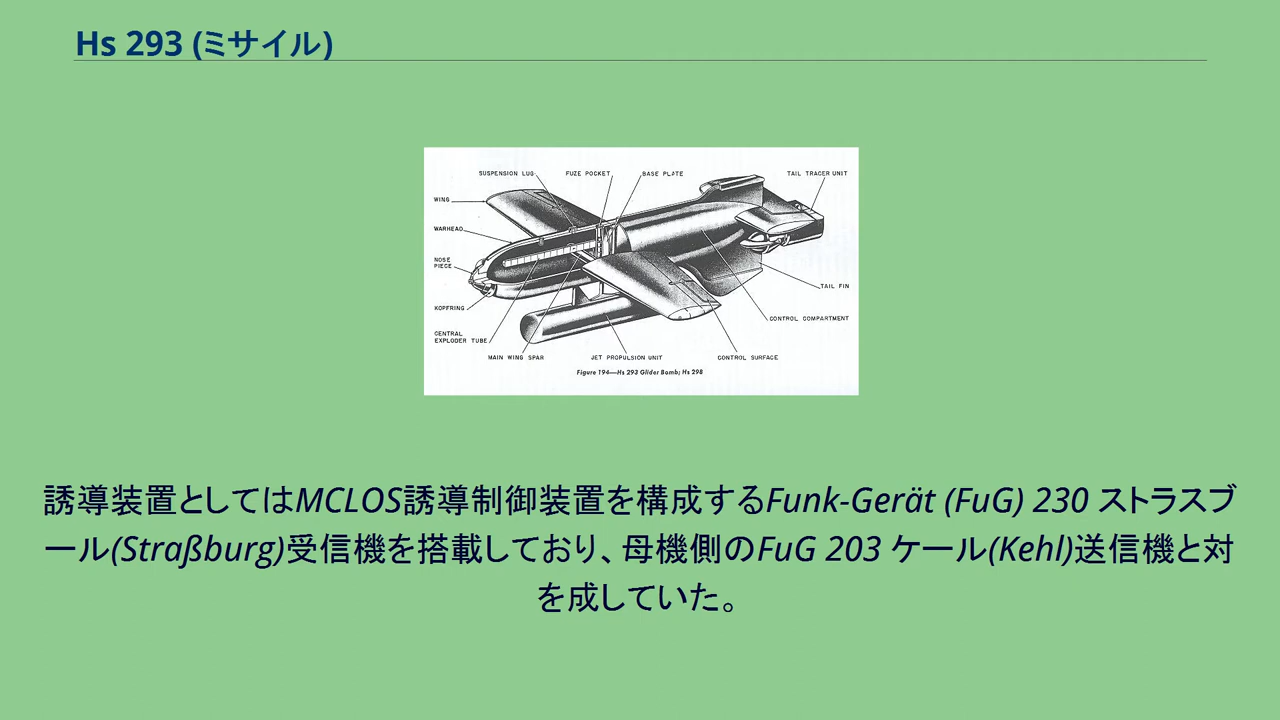 Hs 293 (ミサイル)
SUSPENSION LUG
FUZE POCKET
BASE PLATE
TAIL TRACER UNIT
WING
WARHEAD
NOSE
PIECE
TAIL FIN
KOPFRING
CONTROL COMPARTMENT
CENTRAL
EXPLODER TUBE
MAIN WING SPAR
JET PROPULSION UNIT
CONTROL SURFACE
Figure 194—Hs 293 Glider Bomb; Hs 298
誘導装置としてはMCLOS誘導制御装置を構成するFunk-Gerät (FuG) 230 ストラスブ
ール(Straßburg)受信機を搭載しており、母機側のFuG 203 ケール(Kehl)送信機と対
を成していた。